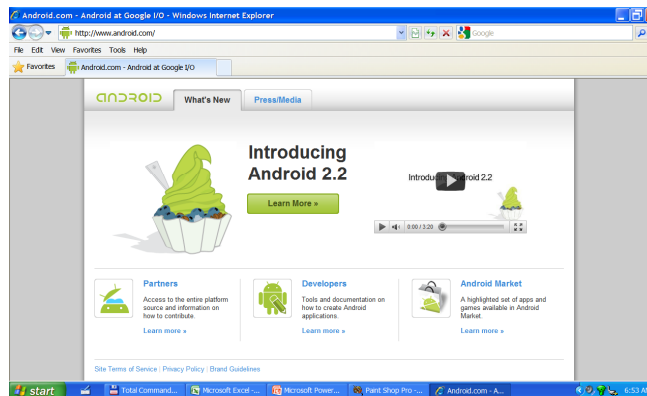 Android.com - Android at Google I/O - Windows Internet Explorer
http://www.android.com/
Google
File Edit View Favorites Tools Help
Favorites
Android.com - Android at Google I/O
ANDROID
What's New
Press/Media
Introducing
Android 2.2
Learn More »
0:00 / 3:20
Partners
Access to the entire platform
source and information on
how to contribute.
Learn more »
Developers
Tools and documentation on
how to create Android
applications.
Learn more »
Android Market
A highlighted set of apps and
games available in Android
Market.
Learn more »
Site Terms of Service | Privacy Policy | Brand Guidelines
start
Total Command...
Microsoft Excel -...
Microsoft Power...
Paint Shop Pro -...
Android.com - A...
6:53 AM